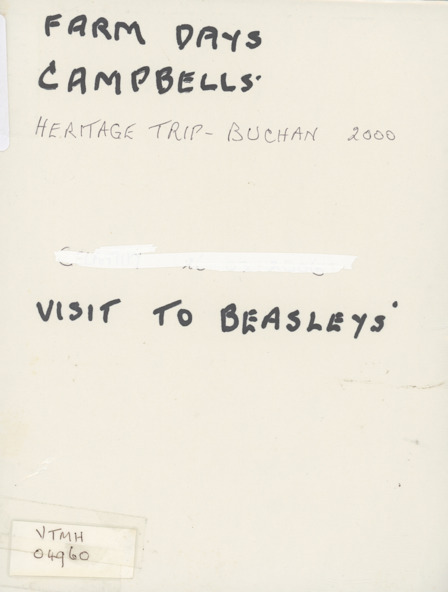 FARM DAYS
CAMPBELLS.
HERITAGE TRIP - BUCHAN 2000
VISIT TO BEASLEYS'
VTMH
04960